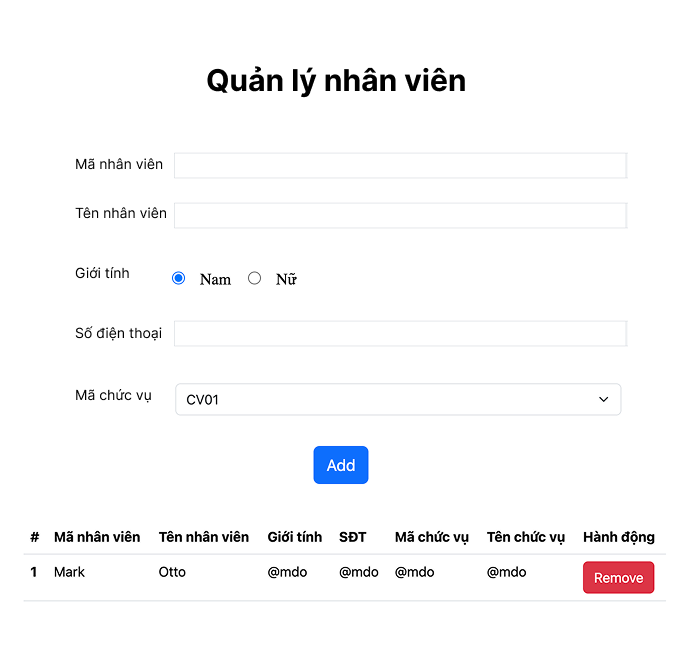 Quản lý nhân viên
Mã nhân viên
Tên nhân viên
Giới tính Nam Nữ
Số điện thoại
Mã chức vụ CV01
Add
# Mã nhân viên Tên nhân viên Giới tính SĐT Mã chức vụ Tên chức vụ Hành động
1 Mark Otto @mdo @mdo @mdo @mdo Remove